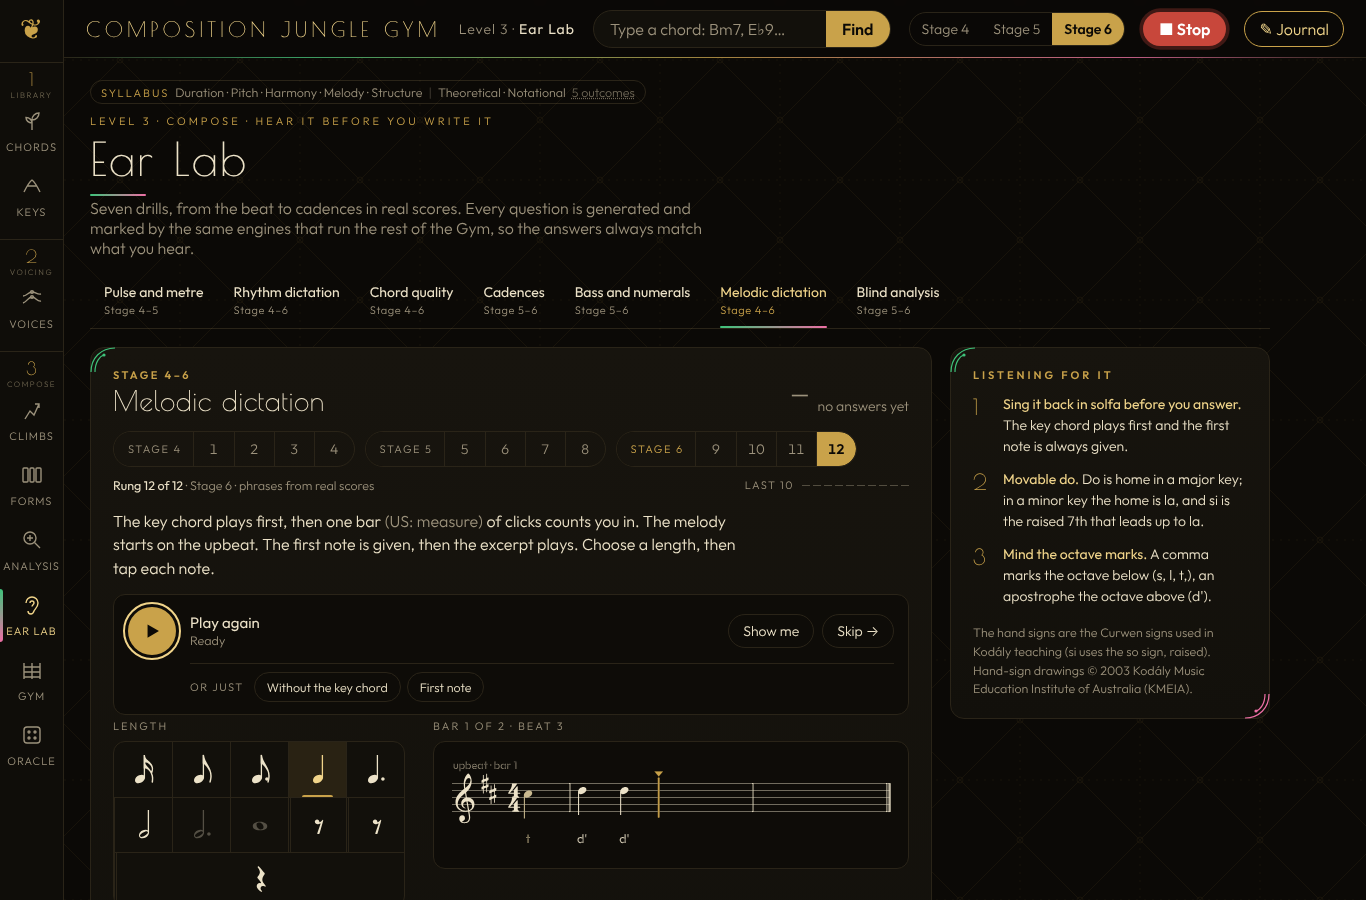 COMPOSITION JUNGLE GYM
Level 3 · Ear Lab
Type a chord: Bm7, E♭9...
Find
Stage 4
Stage 5
Stage 6
Stop
Journal
1
LIBRARY
CHORDS
KEYS
2
VOICING
VOICES
3
COMPOSE
CLIMBS
FORMS
ANALYSIS
EAR LAB
GYM
ORACLE
SYLLABUS Duration · Pitch · Harmony · Melody · Structure | Theoretical · Notational 5 outcomes
LEVEL 3 · COMPOSE · HEAR IT BEFORE YOU WRITE IT
Ear Lab
Seven drills, from the beat to cadences in real scores. Every question is generated and
marked by the same engines that run the rest of the Gym, so the answers always match
what you hear.
Pulse and metre
Stage 4–5
Rhythm dictation
Stage 4–6
Chord quality
Stage 4–6
Cadences
Stage 5–6
Bass and numerals
Stage 5–6
Melodic dictation
Stage 4–6
Blind analysis
Stage 5–6
STAGE 4–6
Melodic dictation
— no answers yet
STAGE 4 1 2 3 4
STAGE 5 5 6 7 8
STAGE 6 9 10 11 12
Rung 12 of 12 · Stage 6 · phrases from real scores
LAST 10
The key chord plays first, then one bar (US: measure) of clicks counts you in. The melody
starts on the upbeat. The first note is given, then the excerpt plays. Choose a length, then
tap each note.
Play again
Ready
Show me
Skip →
OR JUST
Without the key chord
First note
LENGTH
BAR 1 OF 2 · BEAT 3
upbeat · bar 1
4
4
t d' d'
LISTENING FOR IT
1 Sing it back in solfa before you answer.
The key chord plays first and the first
note is always given.
2 Movable do. Do is home in a major key;
in a minor key the home is la, and si is
the raised 7th that leads up to la.
3 Mind the octave marks. A comma
marks the octave below (s, l, t,), an
apostrophe the octave above (d').
The hand signs are the Curwen signs used in
Kodály teaching (si uses the so sign, raised).
Hand-sign drawings © 2003 Kodály Music
Education Institute of Australia (KMEIA).